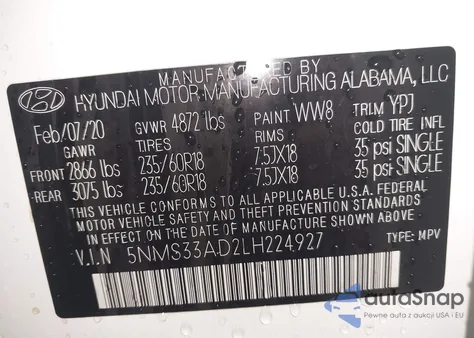 MANUFACTURED BY
HYUNDAI MOTOR MANUFACTURING ALABAMA, LLC
Feb/07/20 GVWR 4872 lbs PAINT WW8 TRIM YPJ
GAWR TIRES RIMS COLD TIRE INFL
FRONT 2866 lbs 235/60R18 7.5JX18 35 psi SINGLE
REAR 3075 lbs 235/60R18 7.5JX18 35 psi SINGLE
THIS VEHICLE CONFORMS TO ALL APPLICABLE U.S.A. FEDERAL
MOTOR VEHICLE SAFETY AND THEFT PREVENTION STANDARDS
IN EFFECT ON THE DATE OF MANUFACTURE SHOWN ABOVE.
V.I.N 5NMS33AD2LH224927 TYPE: MPV
autoSnap
Pewne auta z aukcji USA i EU